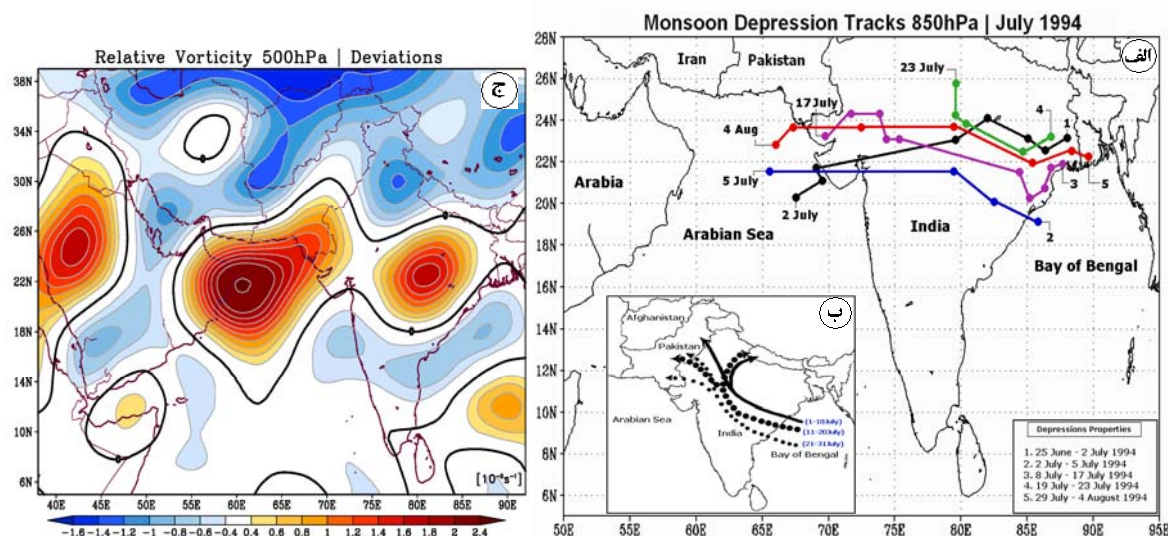 Relative Vorticity 500hPa | Deviations
ج
39N
36N
33N
30N
26N
22N
18N
14N
10N
6N
40E 45E 50E 55E 60E 65E 70E 75E 80E 85E 90E
0
0
0
0
[10⁻⁵s⁻¹]
-1.6 -1.4 -1.2 -1 -0.8 -0.6 -0.4 0.4 0.6 0.8 1 1.2 1.4 1.6 1.8 2 2.4
Monsoon Depression Tracks 850hPa | July 1994
الف
28N
26N
24N
22N
20N
18N
16N
14N
12N
10N
8N
6N
5N
50E 55E 60E 65E 70E 75E 80E 85E 90E 95E
Iran
Pakistan
23 July
17 July
4
1
4 Aug
5 July
3
5
Arabia
2 July
Arabian Sea
India
2
Bay of Bengal
ب
Afghanistan
Pakistan
Arabian Sea
India
(1-10July)
(11-20July)
(21-31July)
Bay of Bengal
Depressions Properties
1. 25 June - 2 July 1994
2. 2 July - 5 July 1994
3. 8 July - 17 July 1994
4. 19 July - 23 July 1994
5. 29 July - 4 August 1994